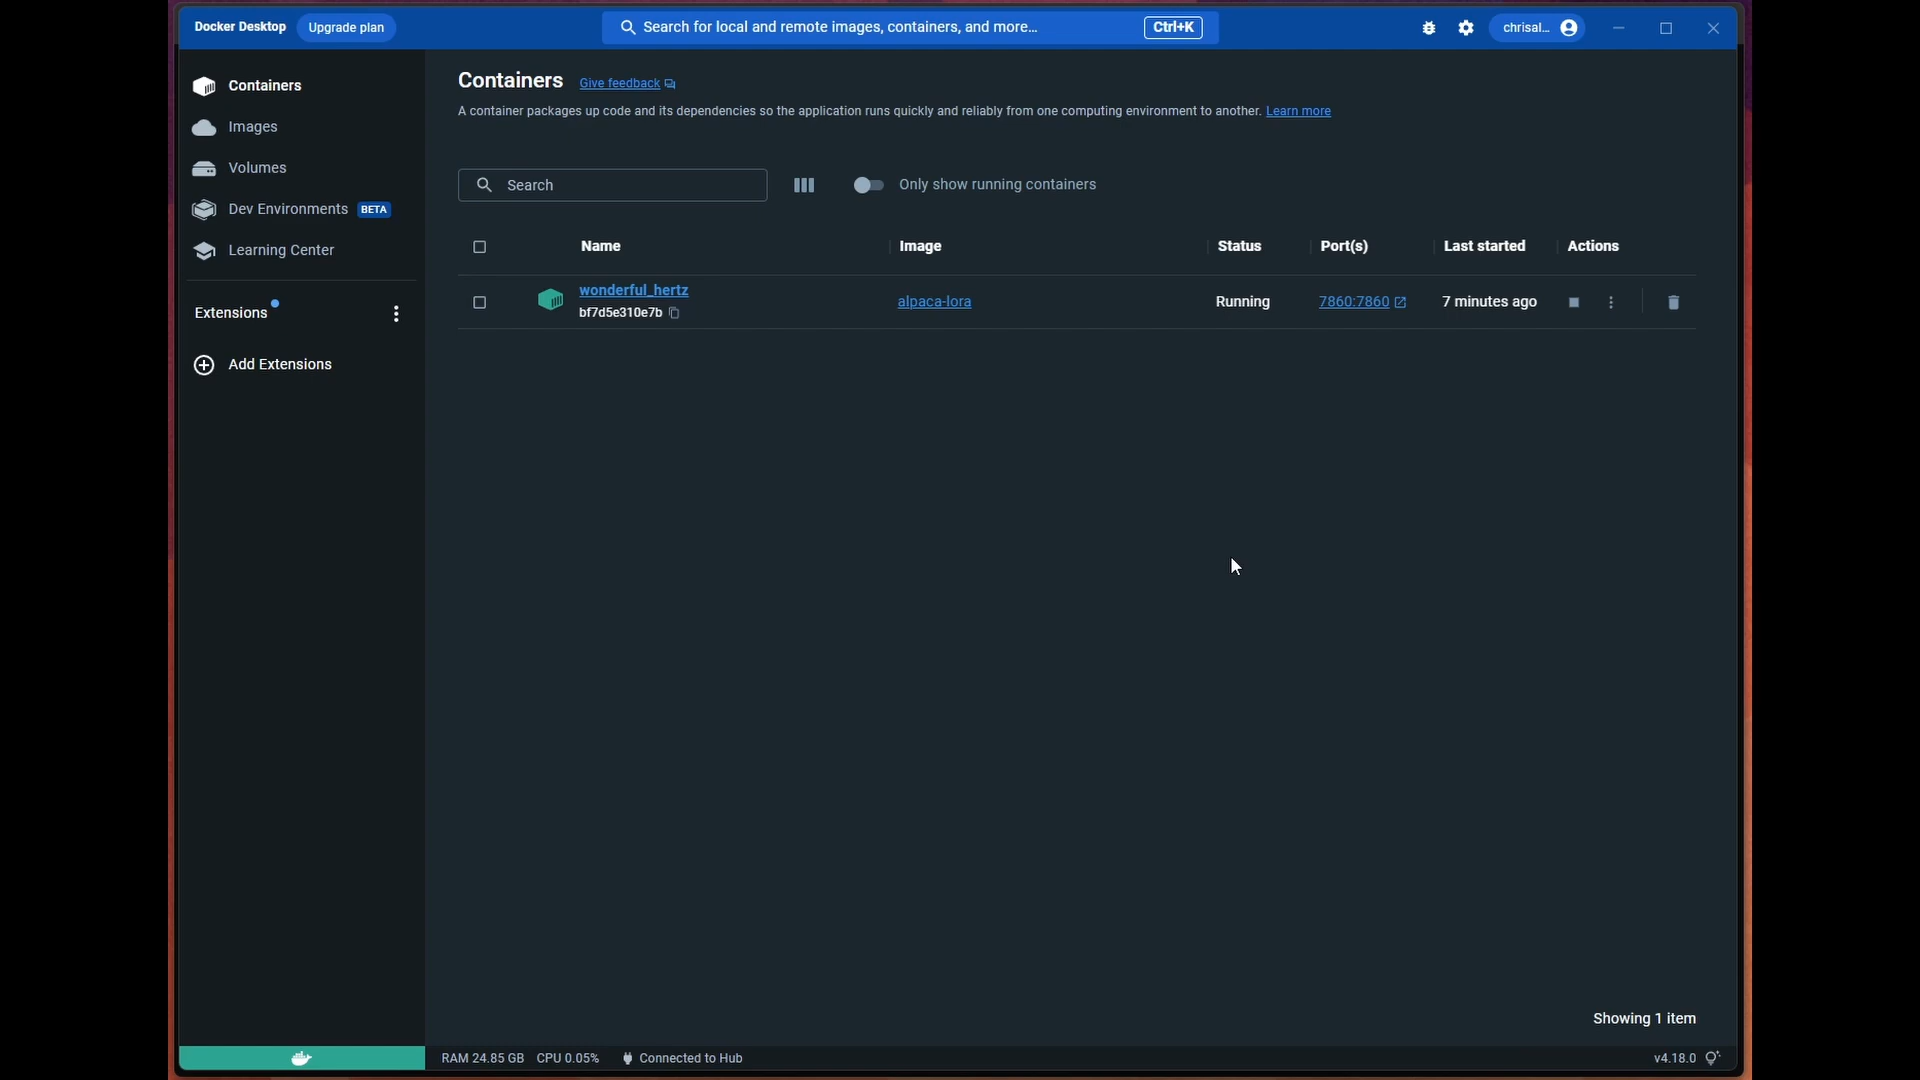 Docker Desktop Upgrade plan Search for local and remote images, containers, and more... Ctrl+K chrisal...
Containers
Images
Volumes
Dev Environments BETA
Learning Center
Extensions
Add Extensions
Containers Give feedback
A container packages up code and its dependencies so the application runs quickly and reliably from one computing environment to another. Learn more
Search Only show running containers
Name Image Status Port(s) Last started Actions
wonderful_hertz
bf7d5e310e7b
alpaca-lora Running 7860:7860 7 minutes ago
Showing 1 item
RAM 24.85 GB CPU 0.05% Connected to Hub v4.18.0